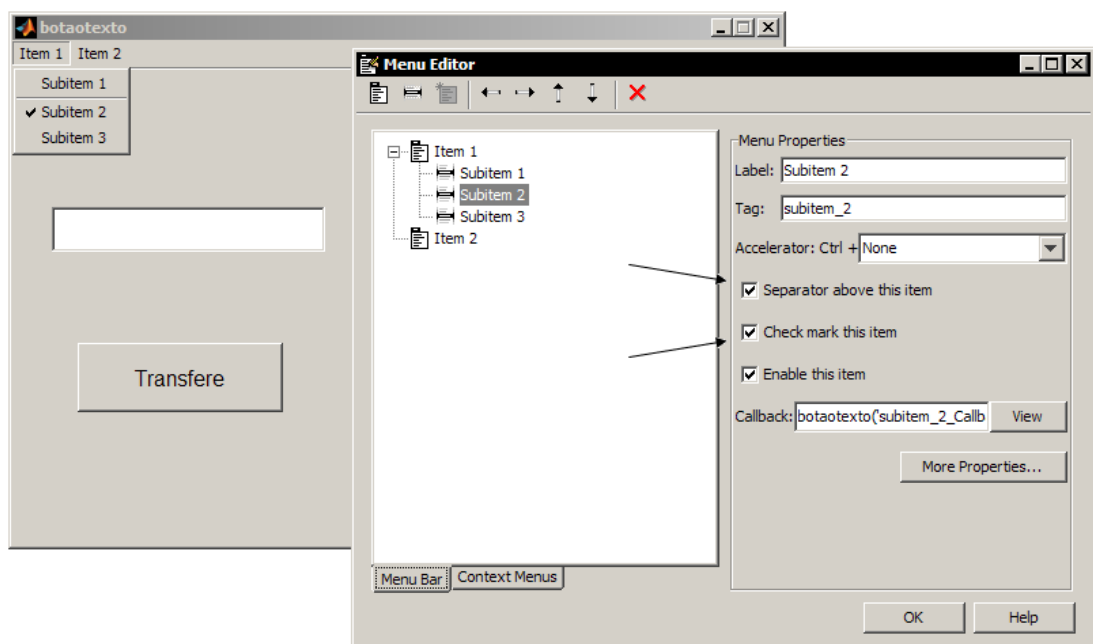 botaotexto
Item 1 Item 2
Subitem 1
Subitem 2
Subitem 3
Transfere
Menu Editor
Item 1
Subitem 1
Subitem 2
Subitem 3
Item 2
Menu Bar Context Menus
Menu Properties
Label: Subitem 2
Tag: subitem_2
Accelerator: Ctrl + None
Separator above this item
Check mark this item
Enable this item
Callback: botaotexto('subitem_2_Callb View
More Properties...
OK Help